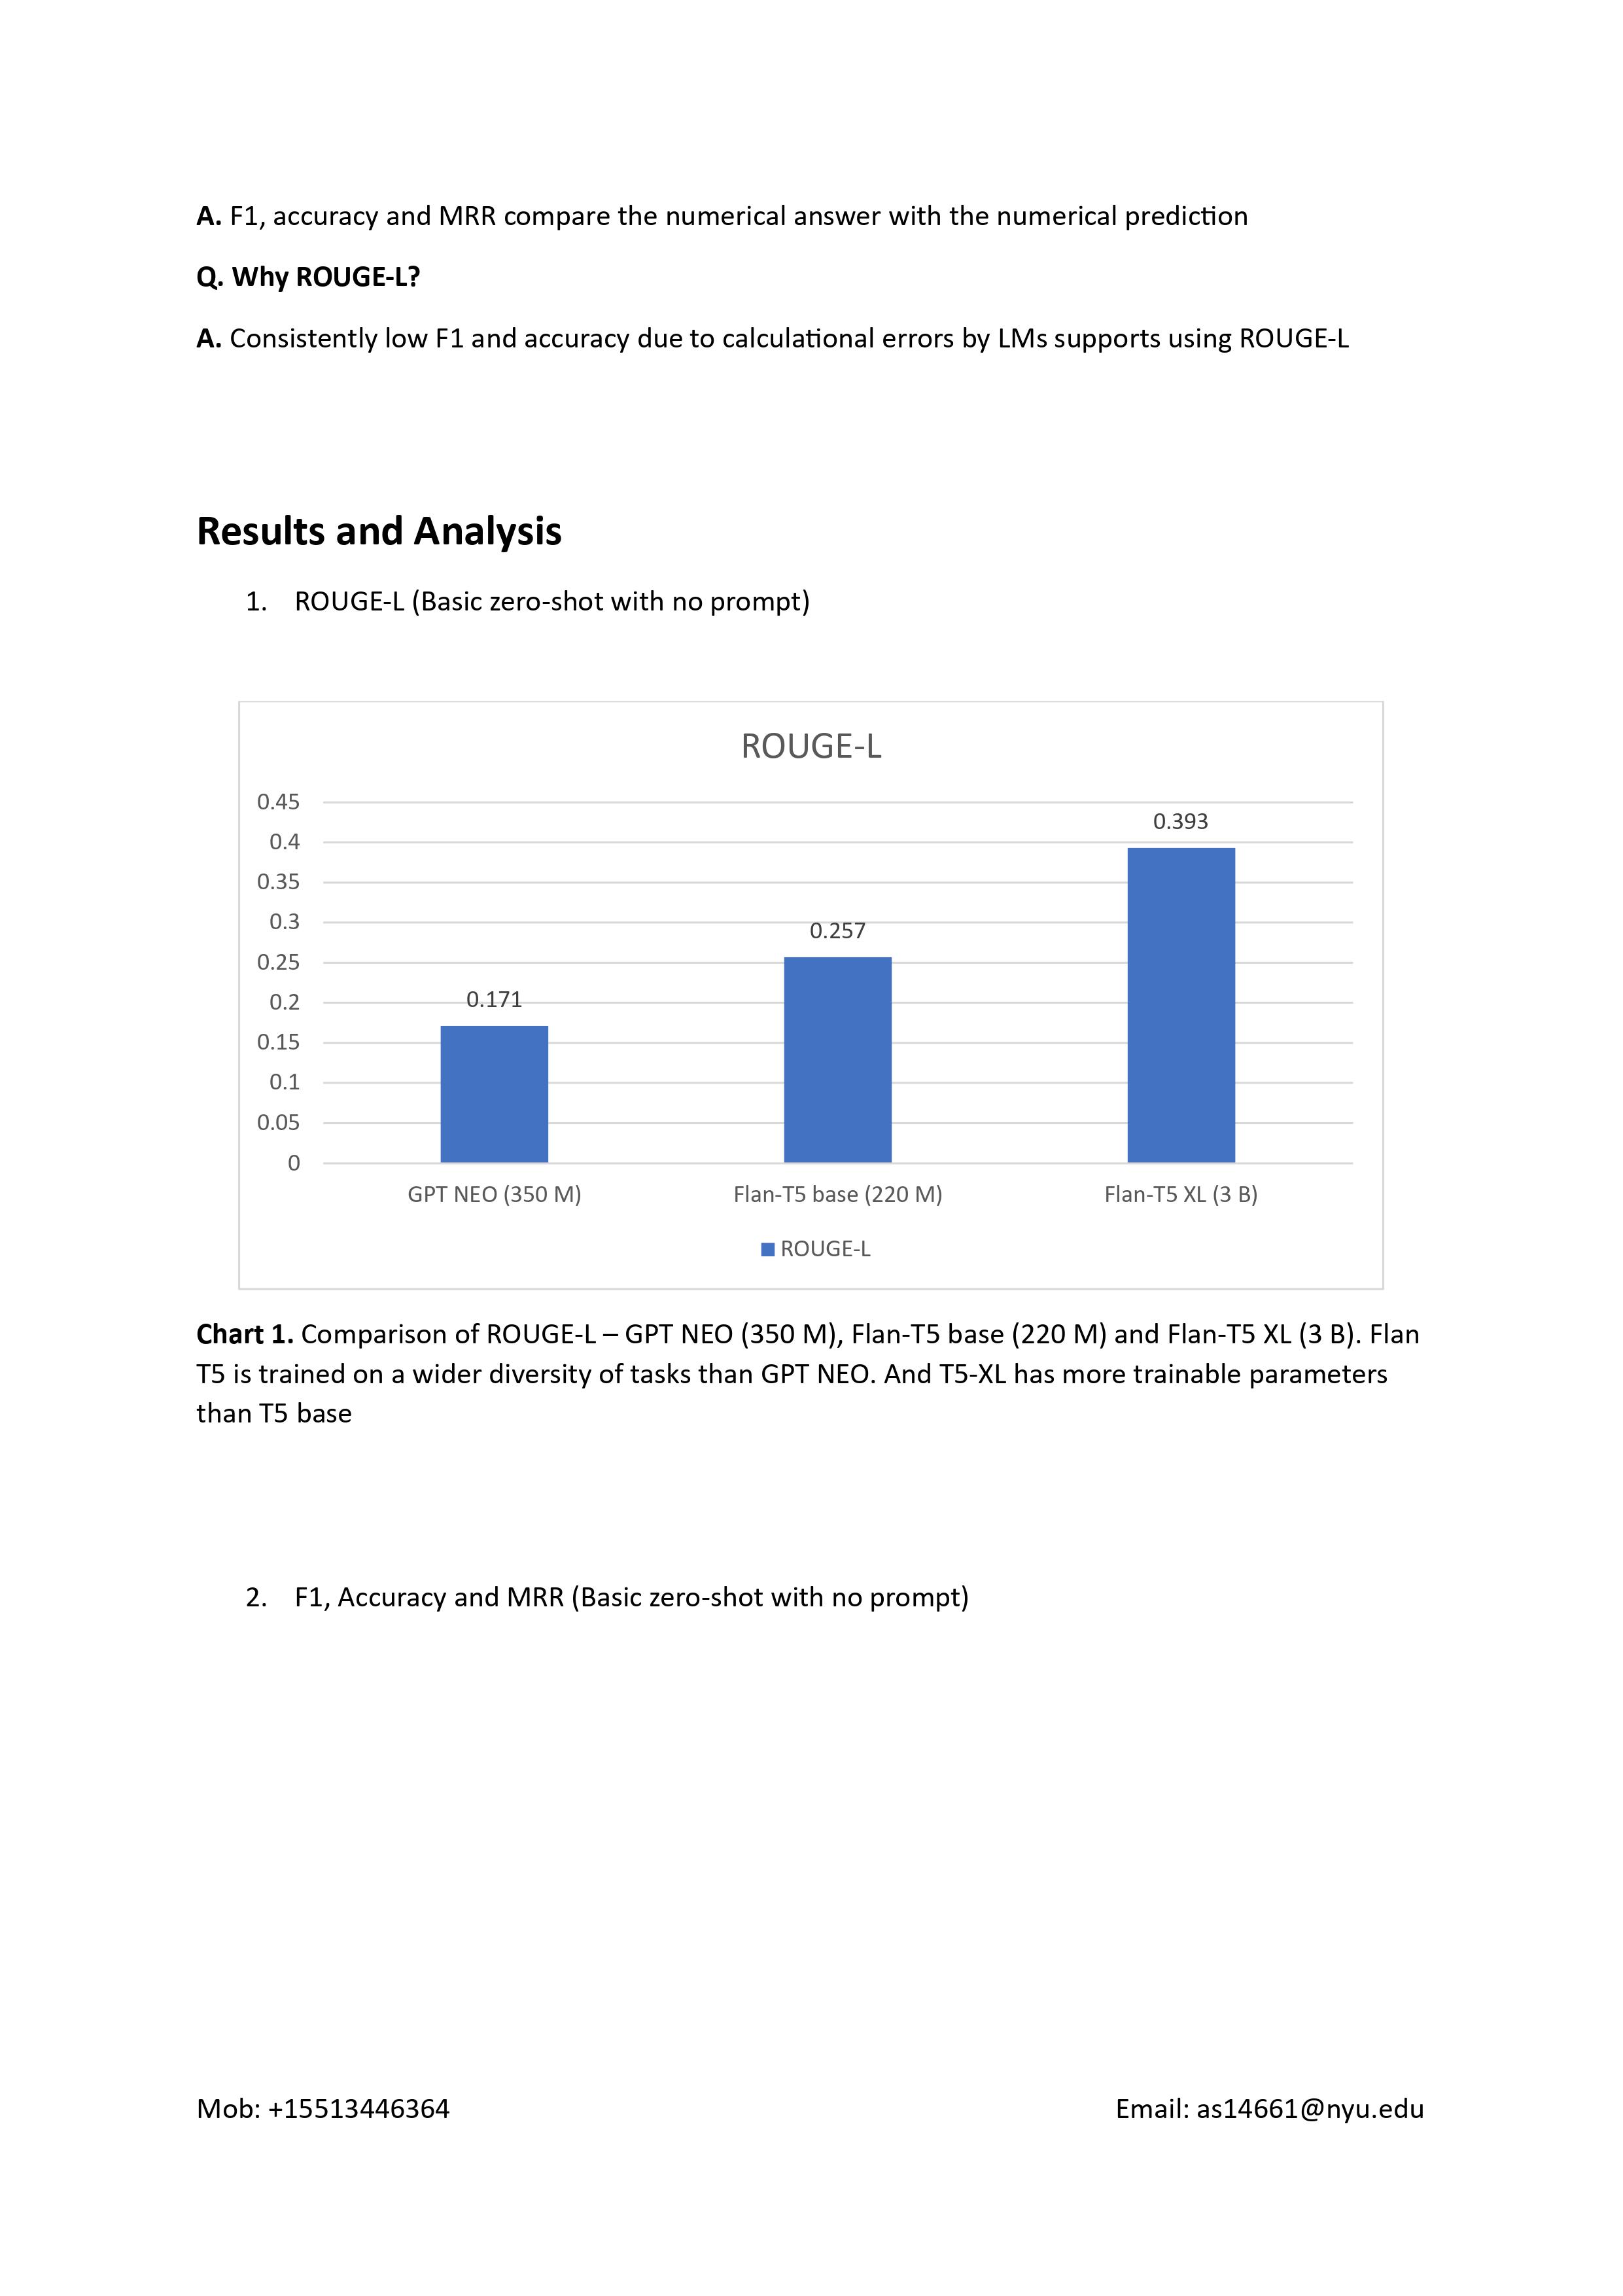 A. F1, accuracy and MRR compare the numerical answer with the numerical prediction
Q. Why ROUGE-L?
A. Consistently low F1 and accuracy due to calculational errors by LMs supports using ROUGE-L
Results and Analysis
1. ROUGE-L (Basic zero-shot with no prompt)
ROUGE-L
0.45
0.4
0.35
0.3
0.25
0.2
0.15
0.1
0.05
0
0.171
0.257
0.393
GPT NEO (350 M)
Flan-T5 base (220 M)
Flan-T5 XL (3 B)
ROUGE-L
Chart 1. Comparison of ROUGE-L – GPT NEO (350 M), Flan-T5 base (220 M) and Flan-T5 XL (3 B). Flan
T5 is trained on a wider diversity of tasks than GPT NEO. And T5-XL has more trainable parameters
than T5 base
2. F1, Accuracy and MRR (Basic zero-shot with no prompt)
Mob: +15513446364
Email: as14661@nyu.edu